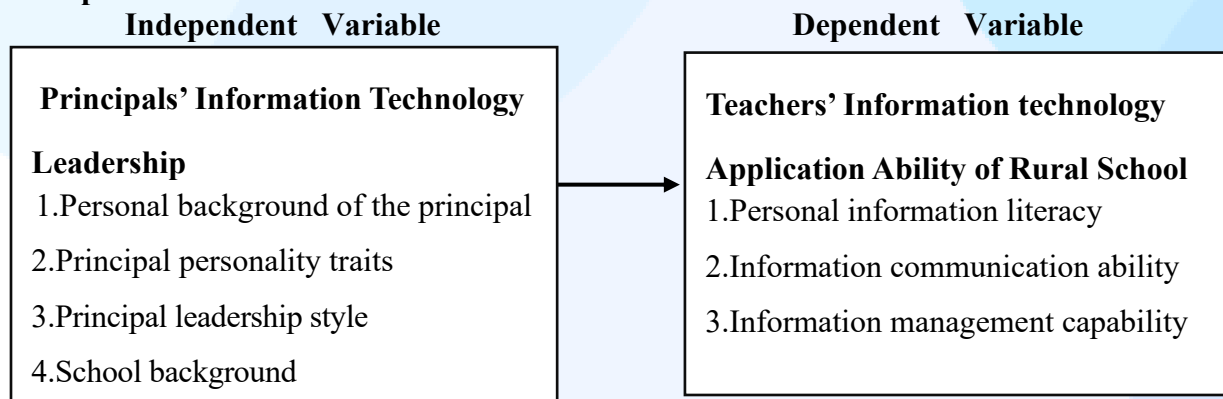 Independent Variable
Principals’ Information Technology
Leadership
1.Personal background of the principal
2.Principal personality traits
3.Principal leadership style
4.School background
Dependent Variable
Teachers’ Information technology
Application Ability of Rural School
1.Personal information literacy
2.Information communication ability
3.Information management capability